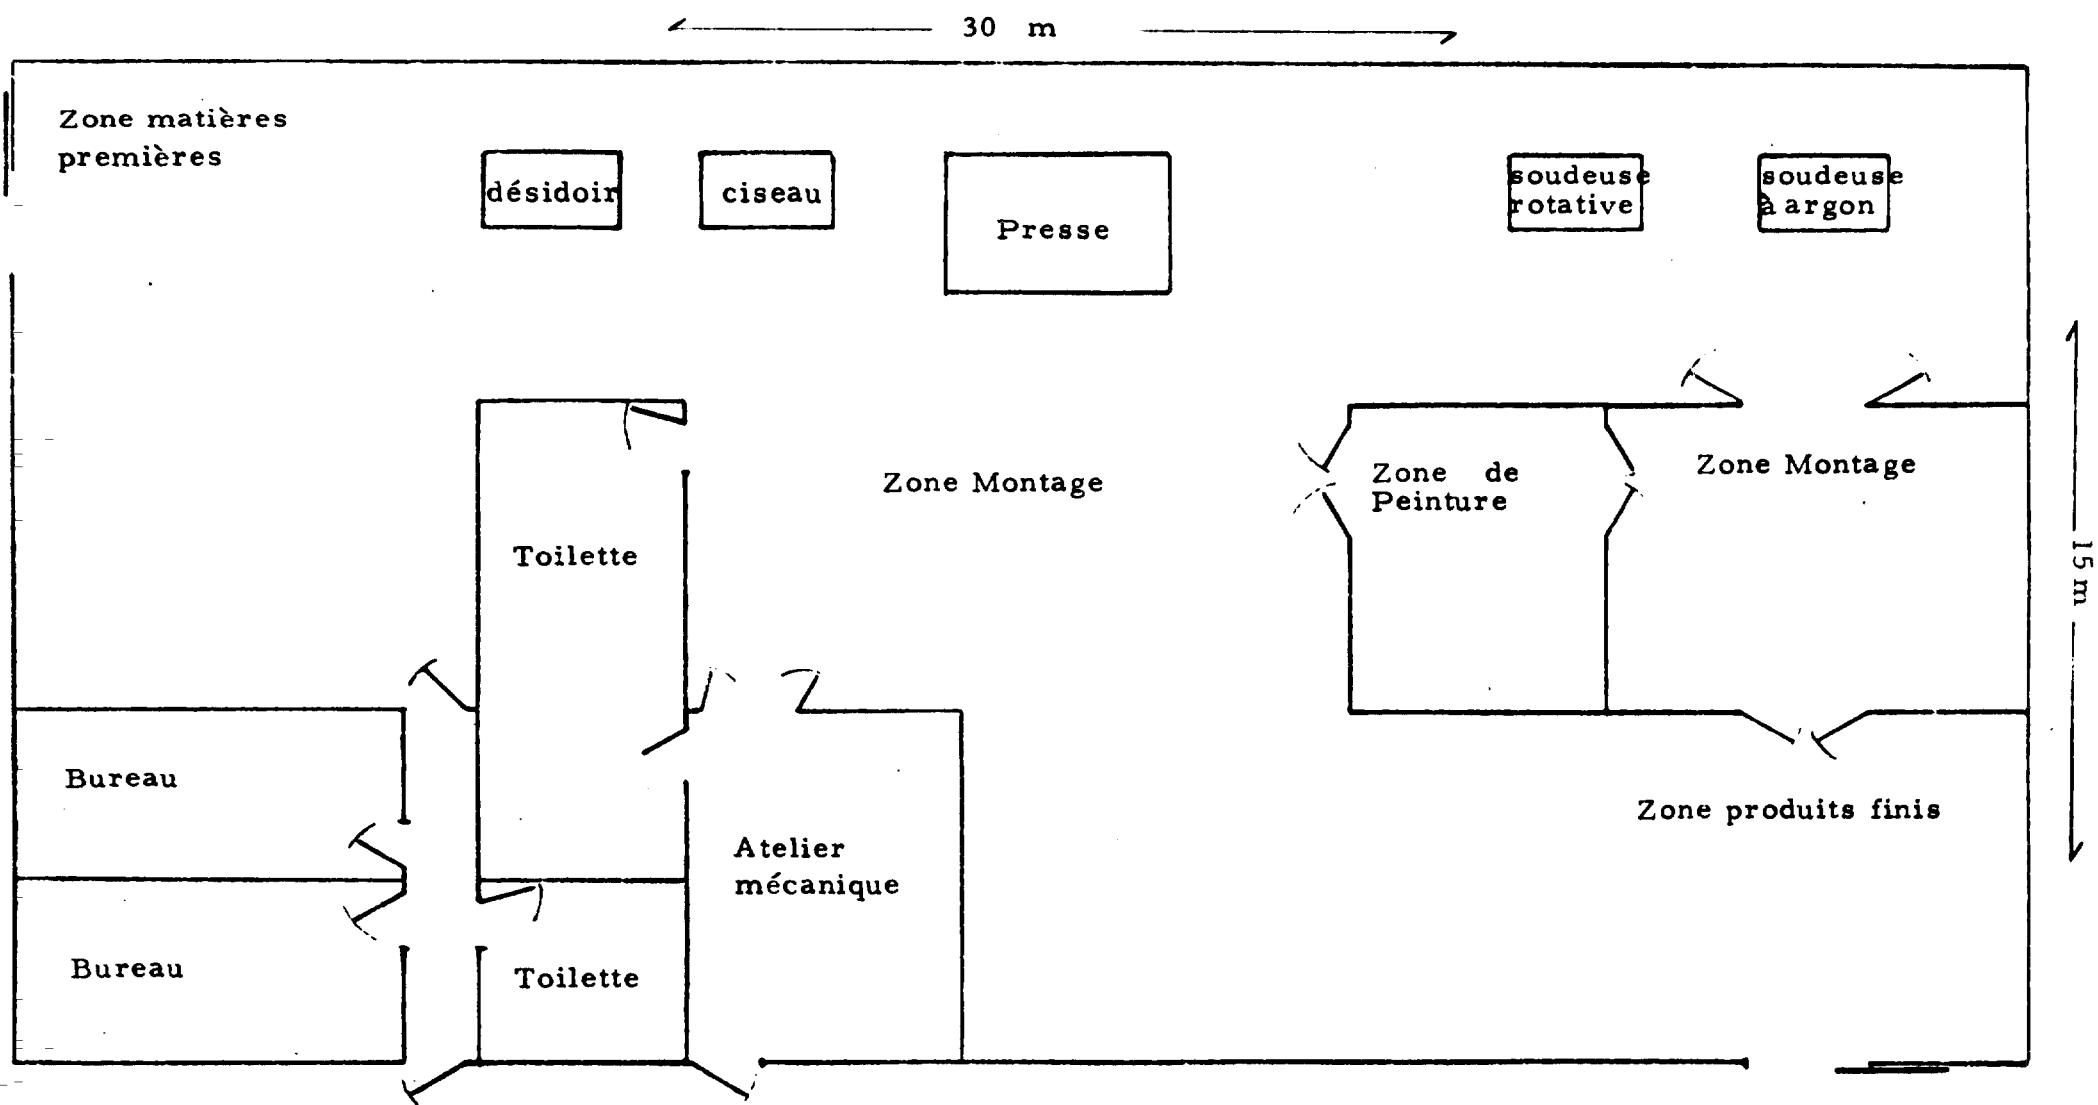 30 m
Zone matières
premières
désidoir
ciseau
Presse
soudeuse
rotative
soudeuse
à argon
Zone Montage
Zone de
Peinture
Zone Montage
15 m
Toilette
Bureau
Atelier
mécanique
Zone produits finis
Bureau
Toilette